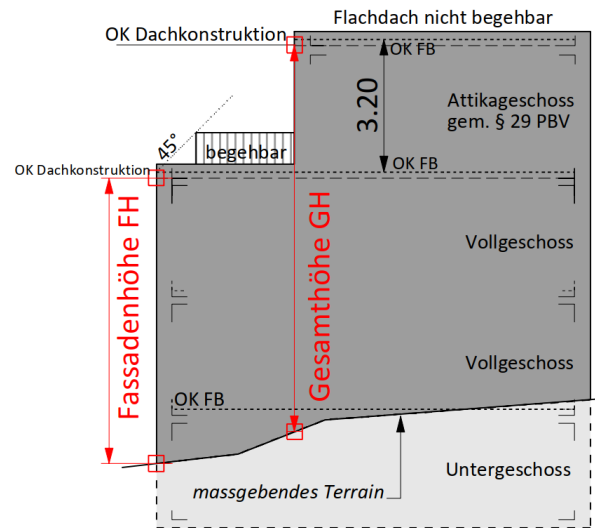 Flachdach nicht begehbar
OK Dachkonstruktion
OK FB
3.20
Attikageschoss
gem. § 29 PBV
45°
begehbar
OK FB
OK Dachkonstruktion
Fassadenhöhe FH
Gesamthöhe GH
Vollgeschoss
Vollgeschoss
OK FB
Untergeschoss
massgebendes Terrain